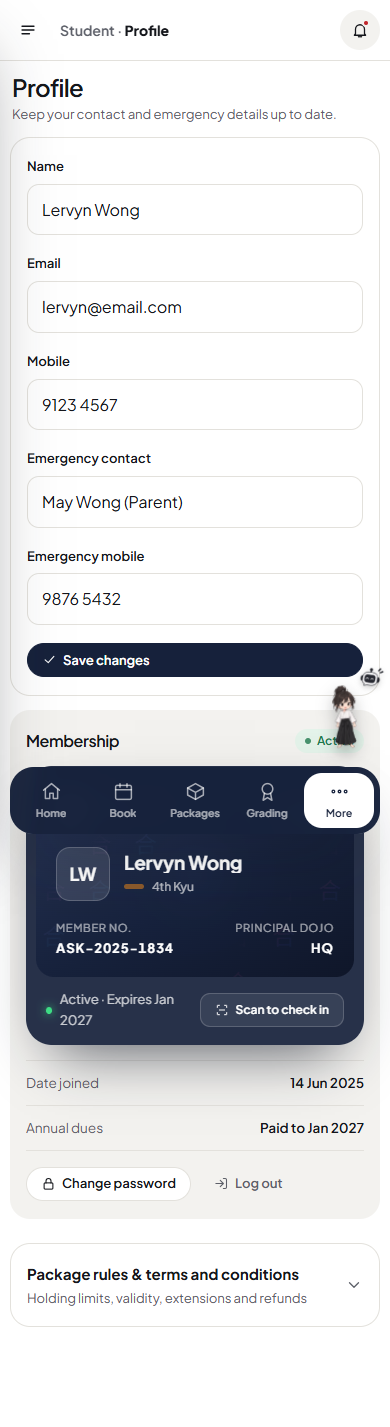 Student · Profile
Profile
Keep your contact and emergency details up to date.
Name
Lervyn Wong
Email
lervyn@email.com
Mobile
9123 4567
Emergency contact
May Wong (Parent)
Emergency mobile
9876 5432
Save changes
Membership
Home
Book
Packages
Grading
More
LW
Lervyn Wong
4th Kyu
MEMBER NO.
PRINCIPAL DOJO
ASK-2025-1834
HQ
Active · Expires Jan
2027
Scan to check in
Date joined
14 Jun 2025
Annual dues
Paid to Jan 2027
Change password
Log out
Package rules & terms and conditions
Holding limits, validity, extensions and refunds